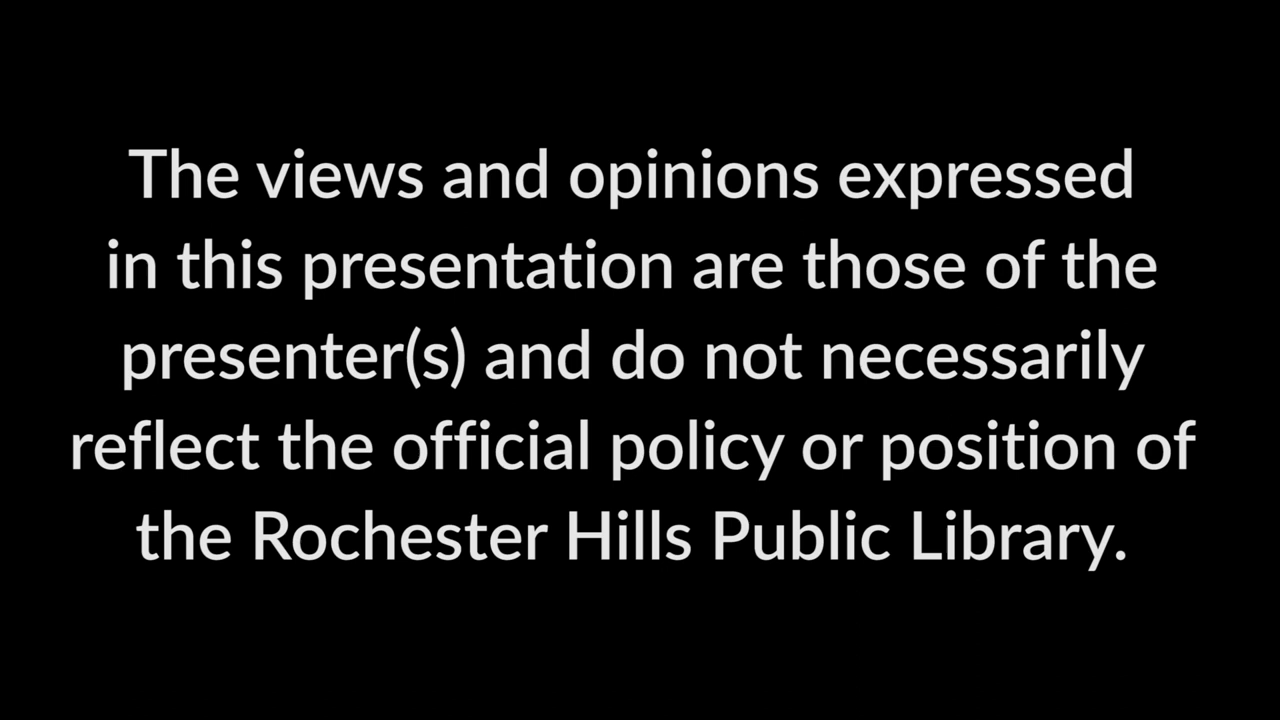 The views and opinions expressed
in this presentation are those of the
presenter(s) and do not necessarily
reflect the official policy or position of
the Rochester Hills Public Library.